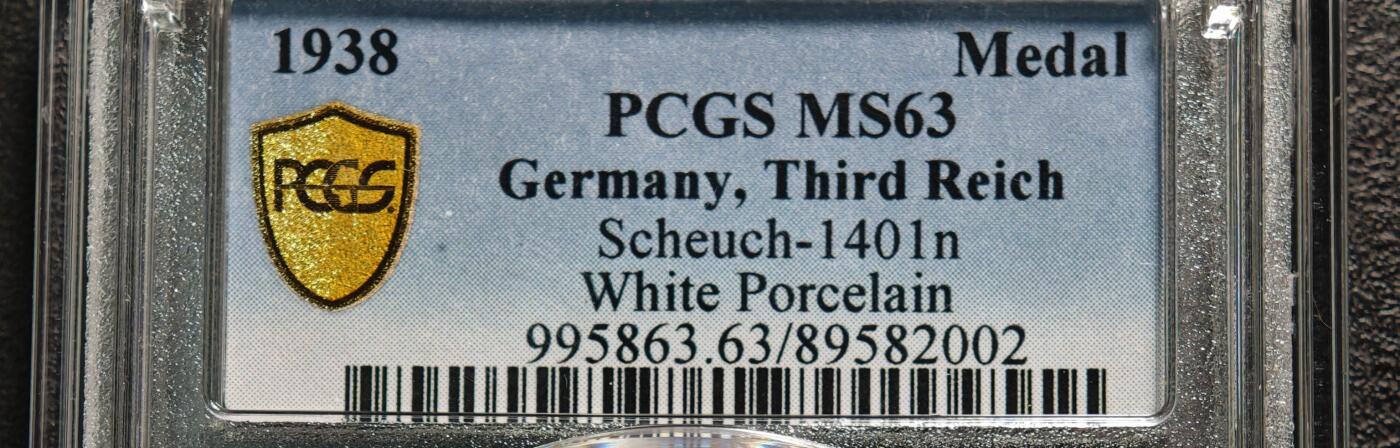 1938 Medal
PCGS MS63
PCGS
Germany, Third Reich
Scheuch-1401n
White Porcelain
995863.63/89582002